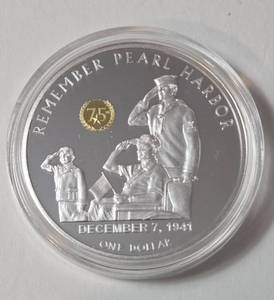 REMEMBER PEARL HARBOR
75
DECEMBER 7, 1941
ONE DOLLAR